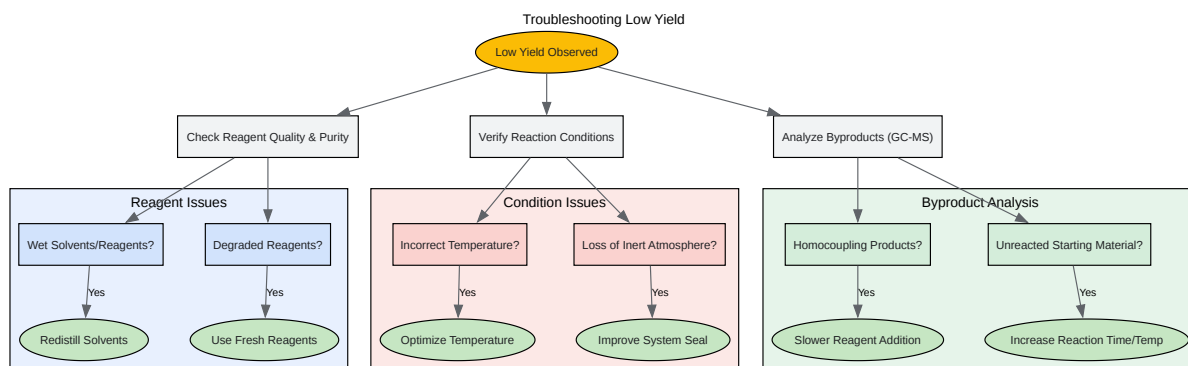 Troubleshooting Low Yield
Low Yield Observed
Check Reagent Quality & Purity
Verify Reaction Conditions
Analyze Byproducts (GC-MS)
Reagent Issues
Condition Issues
Byproduct Analysis
Wet Solvents/Reagents?
Degraded Reagents?
Incorrect Temperature?
Loss of Inert Atmosphere?
Homocoupling Products?
Unreacted Starting Material?
Yes
Yes
Yes
Yes
Yes
Yes
Redistill Solvents
Use Fresh Reagents
Optimize Temperature
Improve System Seal
Slower Reagent Addition
Increase Reaction Time/Temp